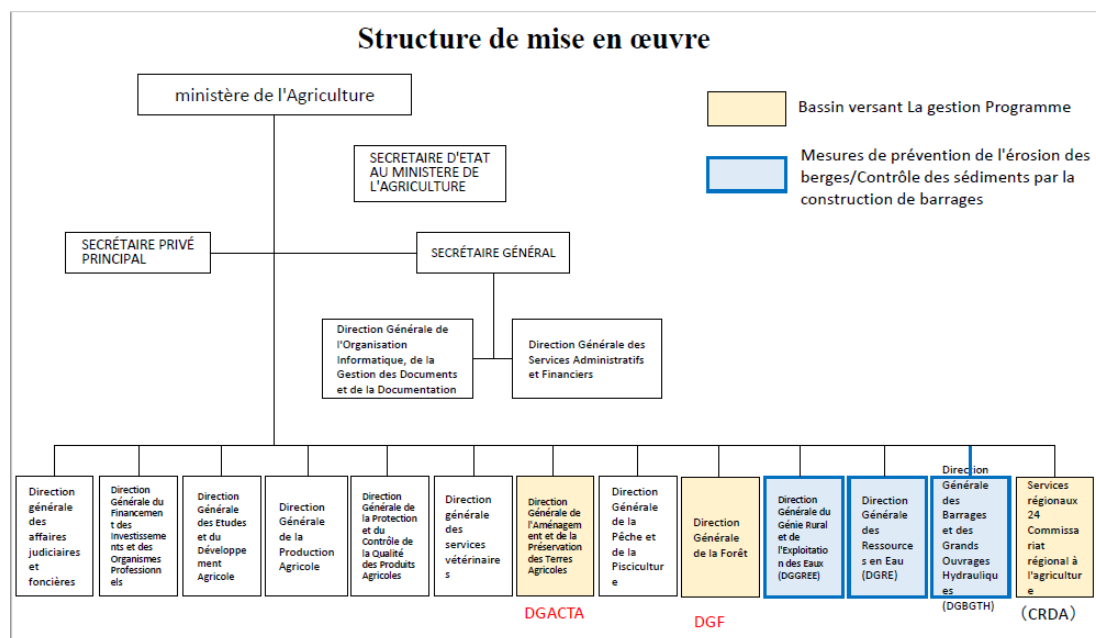 Structure de mise en œuvre
ministère de l'Agriculture
Bassin versant La gestion Programme
Mesures de prévention de l'érosion des
berges/Contrôle des sédiments par la
construction de barrages
SECRETAIRE D'ETAT
AU MINISTERE DE
L'AGRICULTURE
SECRÉTAIRE PRIVÉ
PRINCIPAL
SECRÉTAIRE GÉNÉRAL
Direction Générale de
l'Organisation
Informatique, de la
Gestion des Documents
et de la Documentation
Direction Générale des
Services Administratifs
et Financiers
Direction
générale des
affaires
judiciaires et
foncières
Direction
Générale du
Financement
t des
Investisseme
nts et des
Organismes
Professionn
els
Direction
Générale
des Etudes
et du
Développe
ment
Agricole
Direction
Générale
de la
Production
Agricole
Direction
Générale de
la Protection
et du
Contrôle de
la Qualité
des Produits
Agricoles
Direction
générale
des
services
vétérinaire
s
Direction
Générale de
l'Aménagem
ent et de la
Préservation
des Terres
Agricoles
DGACTA
Direction
Générale
de la
Pêche et
de la
Piscicultur
e
Direction
Générale
de la Forêt
DGF
Direction
Générale du
Génie Rural
et de
l'Exploitatio
n des Eaux
(DGGREE)
Direction
Générale
des
Ressource
s en Eau
(DGRE)
Direction
Générale
des
Barrages
et des
Grands
Ouvrages
Hydrauliqu
es
(DGBGTH)
Services
régionaux
24
Commissa
riat
régional à
l'agricultur
e
(CRDA)